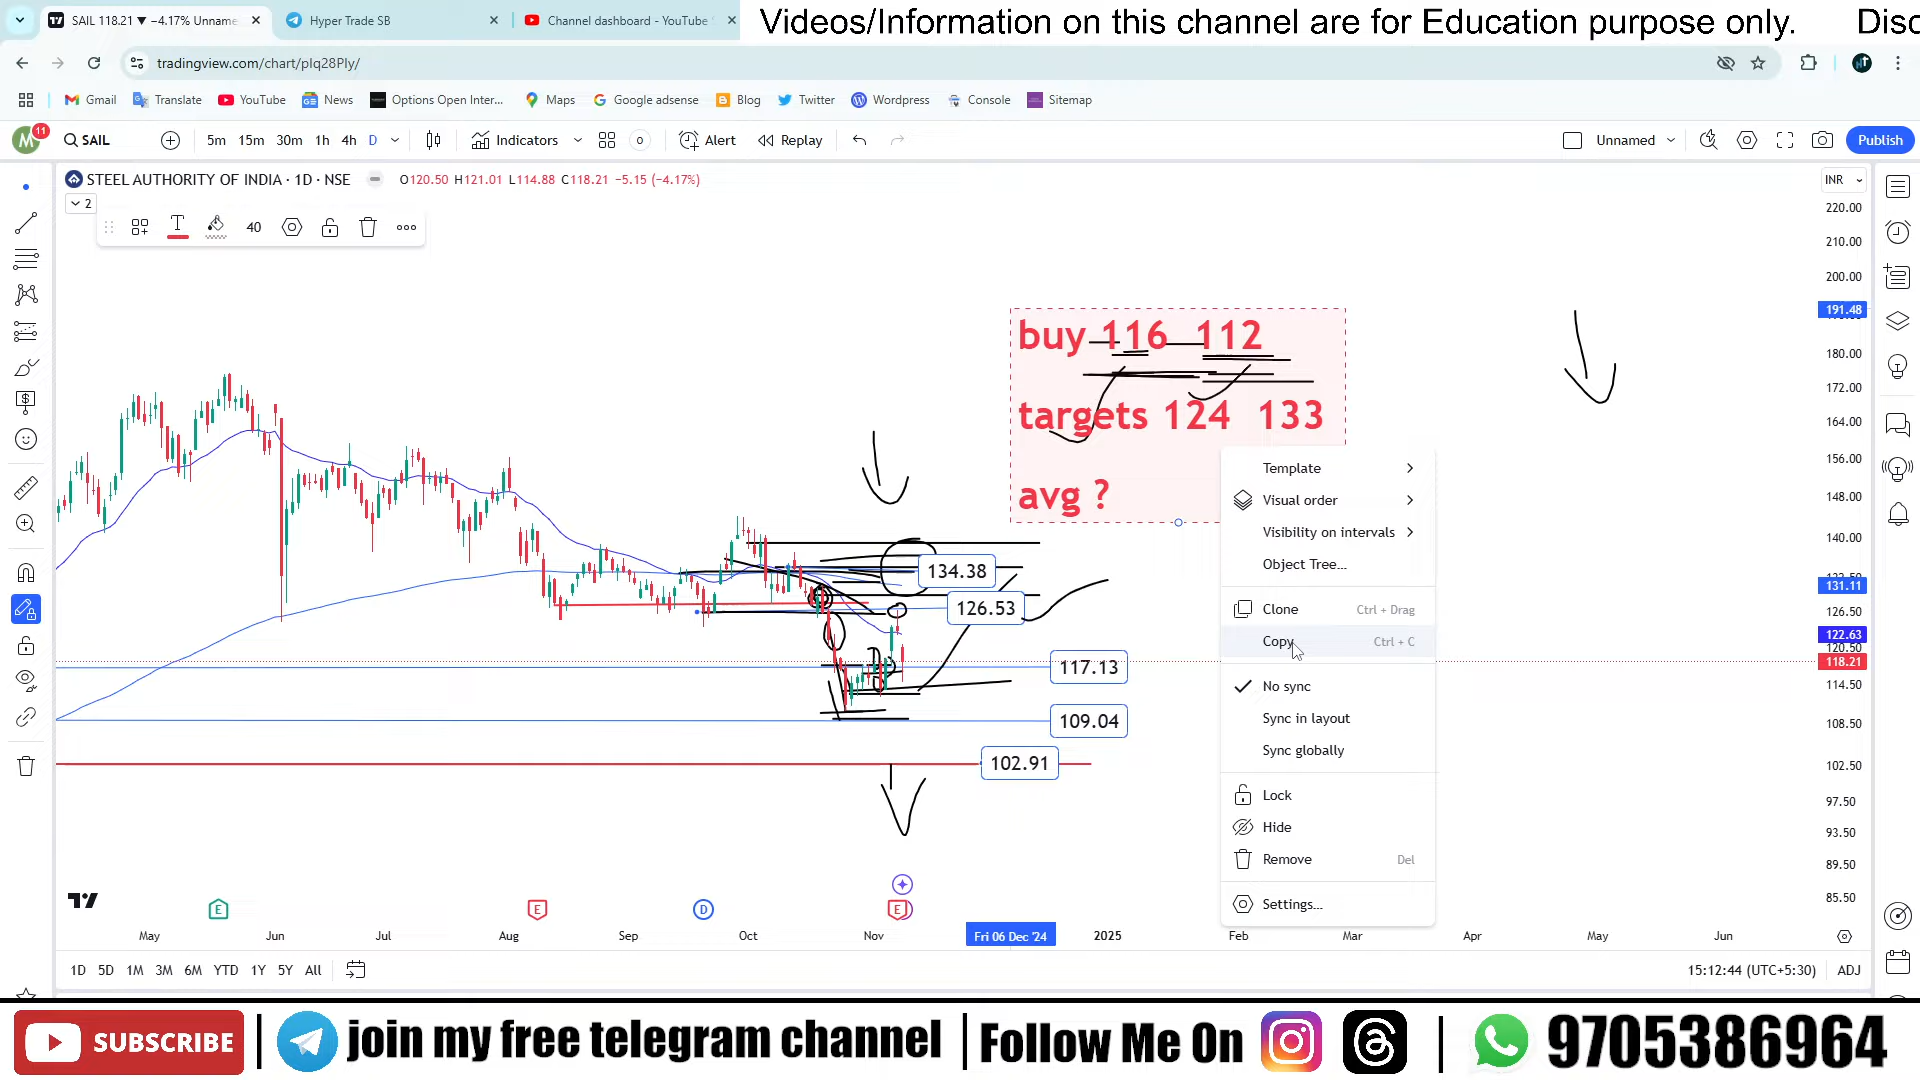 SAIL 118.21 ▼ −4.17% Unname
Hyper Trade SB
Channel dashboard - YouTube
Videos/Information on this channel are for Education purpose only.
tradingview.com/chart/pIq28PIy/
Gmail
Translate
YouTube
News
Options Open Inter...
Maps
Google adsense
Blog
Twitter
Wordpress
Console
Sitemap
M 11
SAIL
5m 15m 30m 1h 4h D
Indicators
Alert
Replay
Unnamed
Publish
STEEL AUTHORITY OF INDIA · 1D · NSE
O120.50 H121.01 L114.88 C118.21 −5.15 (−4.17%)
INR
2
T
40
220.00
210.00
200.00
191.48
180.00
172.00
164.00
156.00
148.00
140.00
131.11
126.50
122.63
120.50
118.21
114.50
108.50
102.50
97.50
93.50
89.50
85.50
buy 116 112
targets 124 133
avg ?
134.38
126.53
117.13
109.04
102.91
Template
Visual order
Visibility on intervals
Object Tree...
Clone Ctrl + Drag
Copy Ctrl + C
No sync
Sync in layout
Sync globally
Lock
Hide
Remove Del
Settings...
E
E
D
E
May Jun Jul Aug Sep Oct Nov Fri 06 Dec '24 2025 Feb Mar Apr May Jun
1D 5D 1M 3M 6M YTD 1Y 5Y All
15:12:44 (UTC+5:30) ADJ
SUBSCRIBE
join my free telegram channel
Follow Me On
9705386964